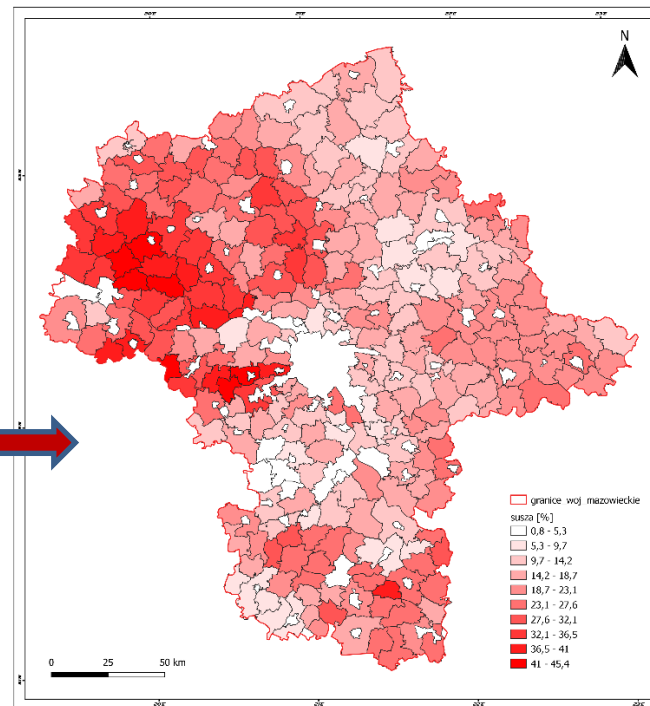 N
granice woj mazowieckie
susza [%]
0,8 - 5,3
5,3 - 9,7
9,7 - 14,2
14,2 - 18,7
18,7 - 23,1
23,1 - 27,6
27,6 - 32,1
32,1 - 36,5
36,5 - 41
41 - 45,4
0 25 50 km